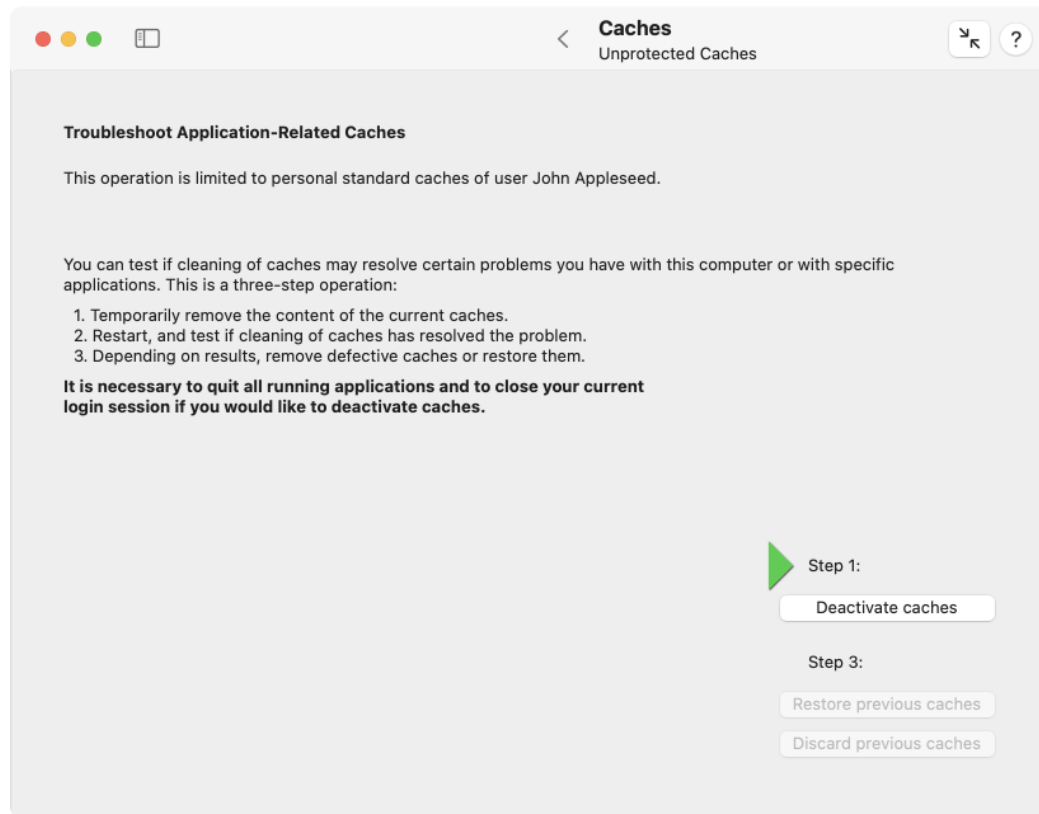 Caches
Unprotected Caches
?
Troubleshoot Application-Related Caches
This operation is limited to personal standard caches of user John Appleseed.
You can test if cleaning of caches may resolve certain problems you have with this computer or with specific
applications. This is a three-step operation:
1. Temporarily remove the content of the current caches.
2. Restart, and test if cleaning of caches has resolved the problem.
3. Depending on results, remove defective caches or restore them.
It is necessary to quit all running applications and to close your current
login session if you would like to deactivate caches.
Step 1:
Deactivate caches
Step 3:
Restore previous caches
Discard previous caches